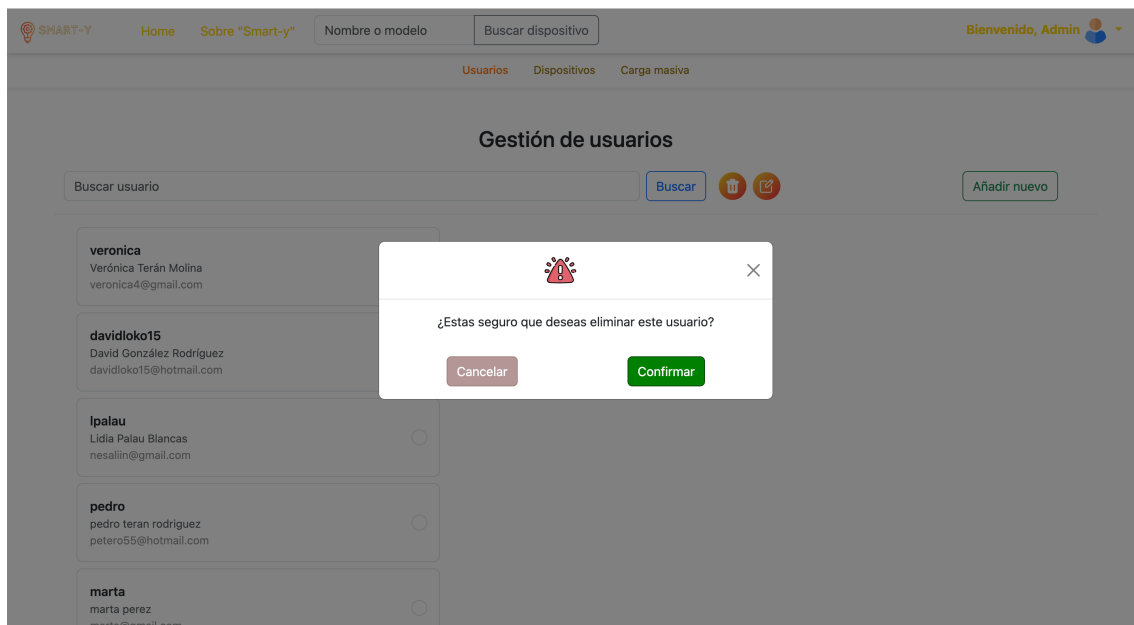 SMART-Y Home Sobre "Smart-y" Nombre o modelo Buscar dispositivo Bienvenido, Admin
Usuarios Dispositivos Carga masiva
Gestión de usuarios
Buscar usuario Buscar Añadir nuevo
veronica
Verónica Terán Molina
veronica4@gmail.com
davidloko15
David González Rodríguez
davidloko15@hotmail.com
¿Estas seguro que deseas eliminar este usuario?
Cancelar Confirmar
lpalau
Lidia Palau Blancas
nesaliin@gmail.com
pedro
pedro teran rodriguez
petero55@hotmail.com
marta
marta perez